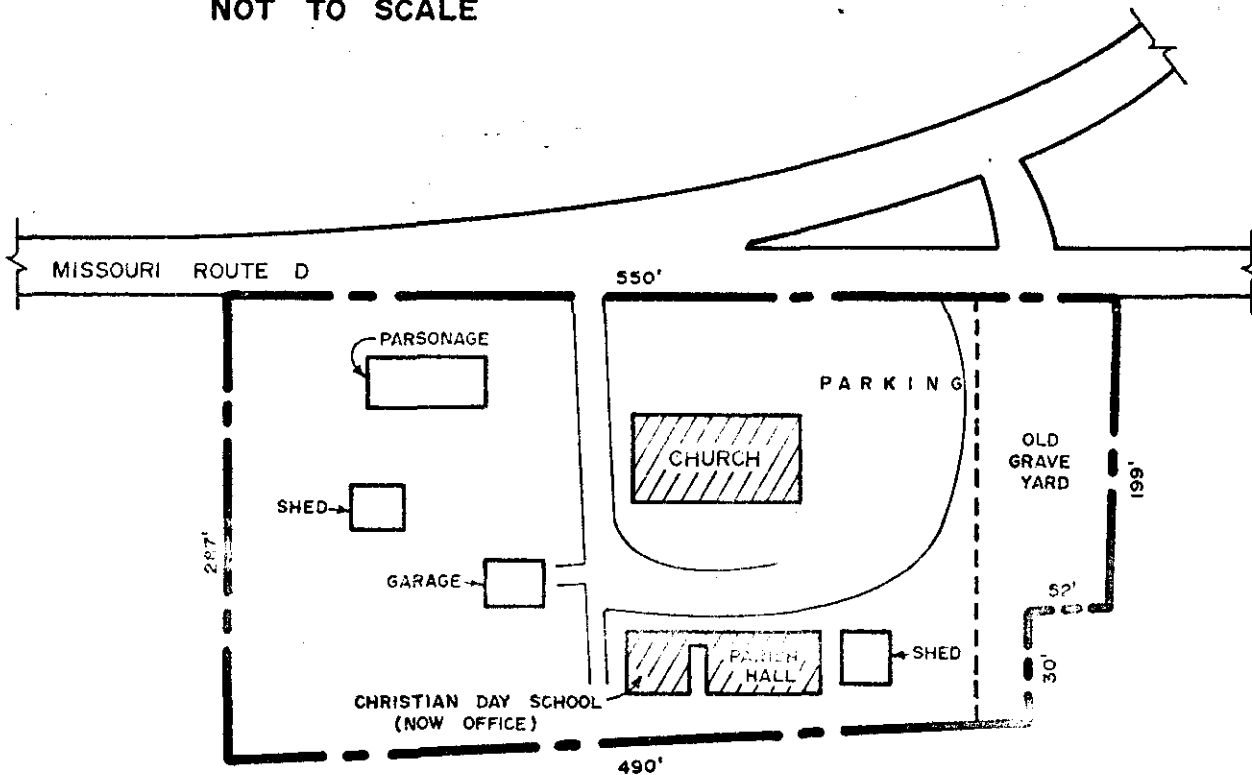 NOT TO SCALE
MISSOURI ROUTE D
550'
PARSONAGE
PARKING
CHURCH
OLD
GRAVE
YARD
199'
SHED
287'
GARAGE
52'
30'
SHED
PARISH
HALL
CHRISTIAN DAY SCHOOL
(NOW OFFICE)
490'